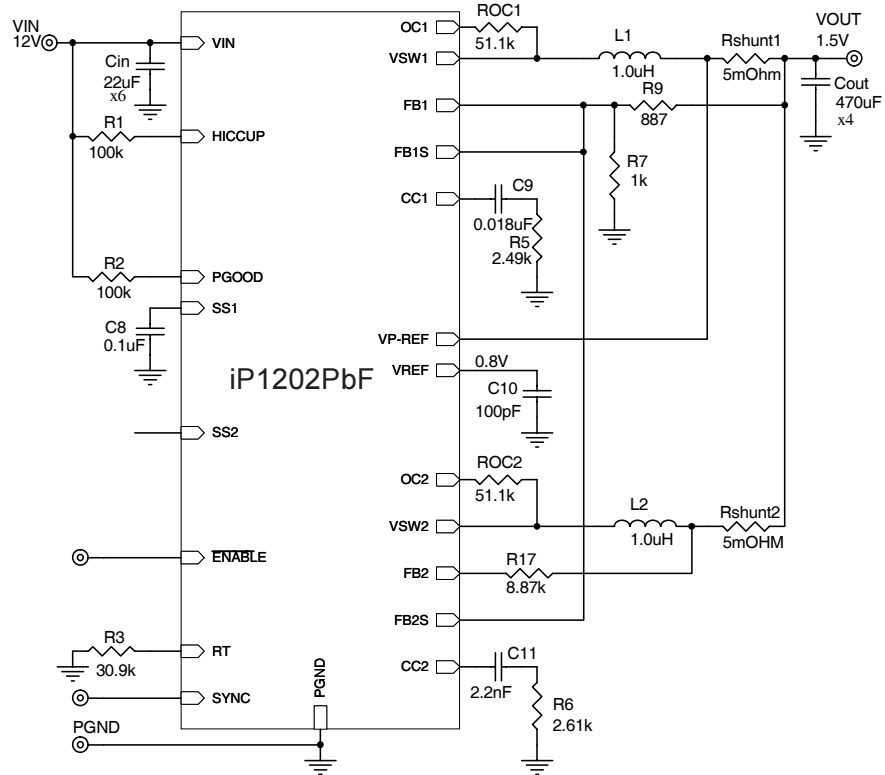 VIN
12V
Cin
22uF
x6
R1
100k
R2
100k
C8
0.1uF
R3
30.9k
PGND
VIN
HICCUP
PGOOD
SS1
SS2
ENABLE
RT
SYNC
PGND
iP1202PbF
OC1
VSW1
FB1
FB1S
CC1
VP-REF
VREF
OC2
VSW2
FB2
FB2S
CC2
ROC1
51.1k
L1
1.0uH
Rshunt1
5mOhm
VOUT
1.5V
Cout
470uF
x4
R9
887
R7
1k
C9
0.018uF
R5
2.49k
0.8V
C10
100pF
ROC2
51.1k
L2
1.0uH
Rshunt2
5mOHM
R17
8.87k
C11
2.2nF
R6
2.61k